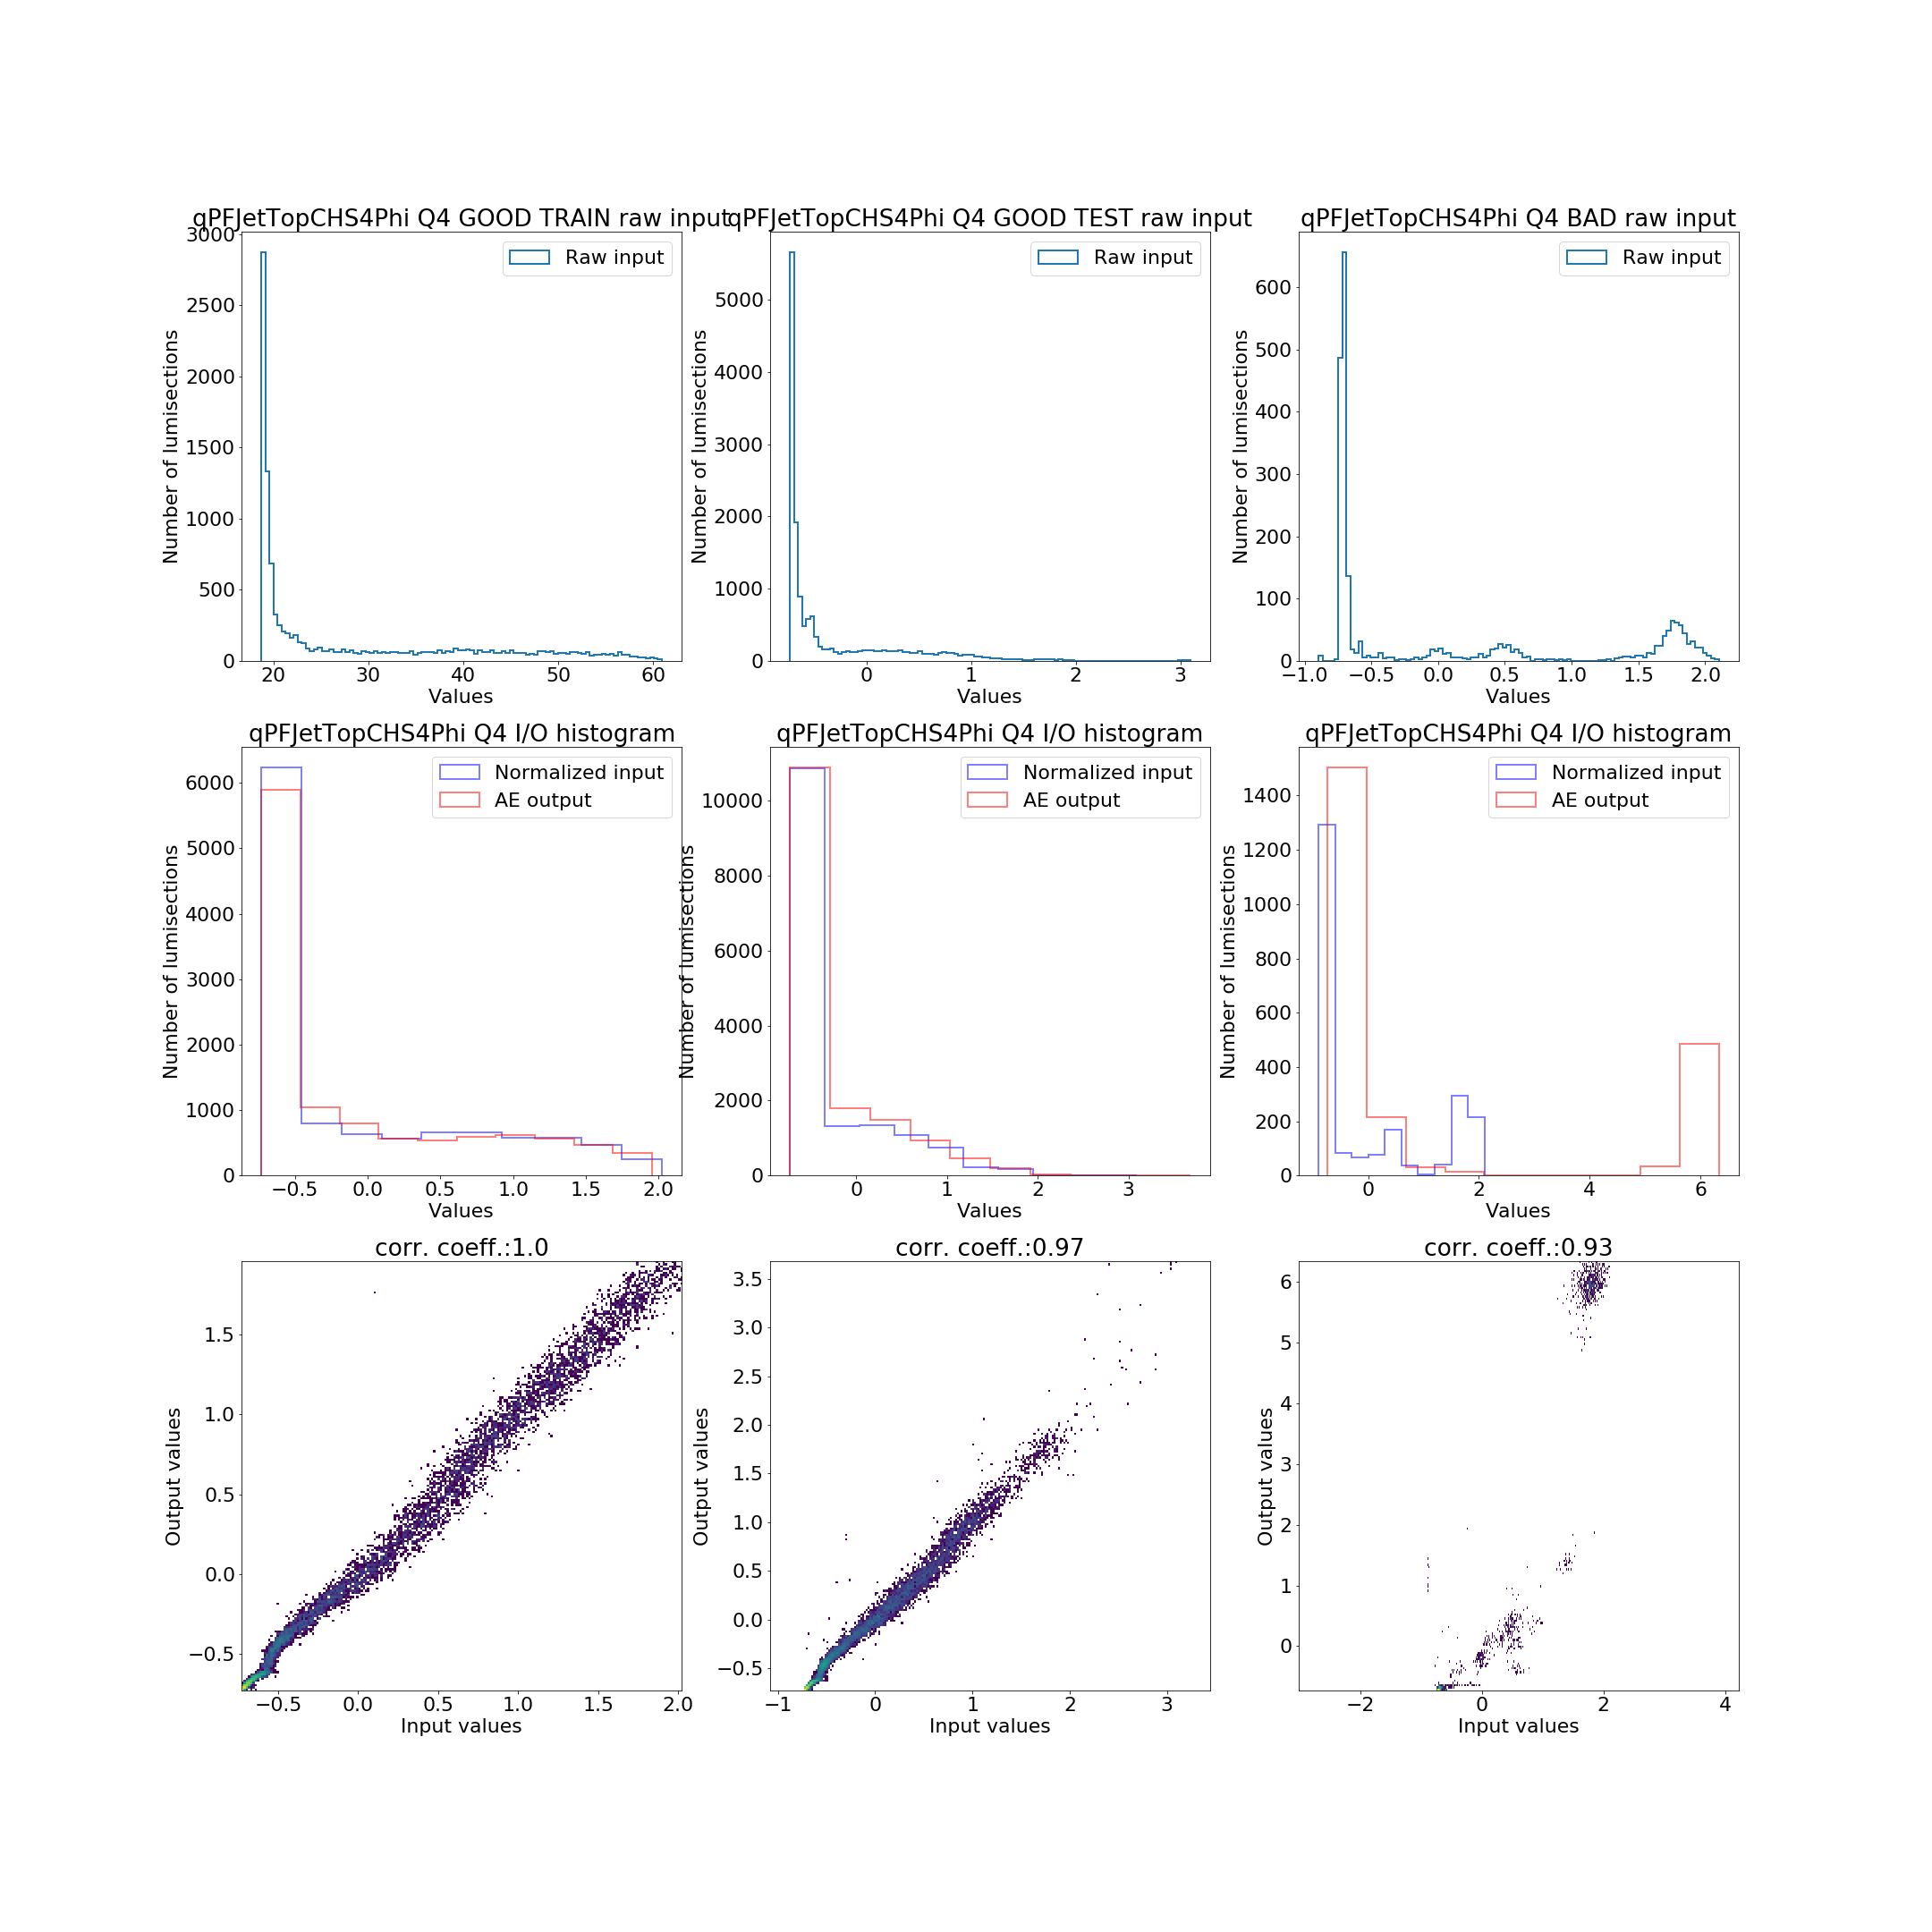 qPFJetTopCHS4Phi Q4 GOOD TRAIN raw input
qPFJetTopCHS4Phi Q4 GOOD TEST raw input
qPFJetTopCHS4Phi Q4 BAD raw input
Raw input
Raw input
Raw input
Number of lumisections
3000
2500
2000
1500
1000
500
0
20 30 40 50 60
Values
Number of lumisections
5000
4000
3000
2000
1000
0
0 1 2 3
Values
Number of lumisections
600
500
400
300
200
100
0
−1.0 −0.5 0.0 0.5 1.0 1.5 2.0
Values
qPFJetTopCHS4Phi Q4 I/O histogram
qPFJetTopCHS4Phi Q4 I/O histogram
qPFJetTopCHS4Phi Q4 I/O histogram
Normalized input
AE output
Normalized input
AE output
Normalized input
AE output
Number of lumisections
6000
5000
4000
3000
2000
1000
0
−0.5 0.0 0.5 1.0 1.5 2.0
Values
Number of lumisections
10000
8000
6000
4000
2000
0
0 1 2 3
Values
Number of lumisections
1400
1200
1000
800
600
400
200
0
0 2 4 6
Values
corr. coeff.:1.0
corr. coeff.:0.97
corr. coeff.:0.93
Output values
1.5
1.0
0.5
0.0
−0.5
−0.5 0.0 0.5 1.0 1.5 2.0
Input values
Output values
3.5
3.0
2.5
2.0
1.5
1.0
0.5
0.0
−0.5
−1 0 1 2 3
Input values
Output values
6
5
4
3
2
1
0
−2 0 2 4
Input values